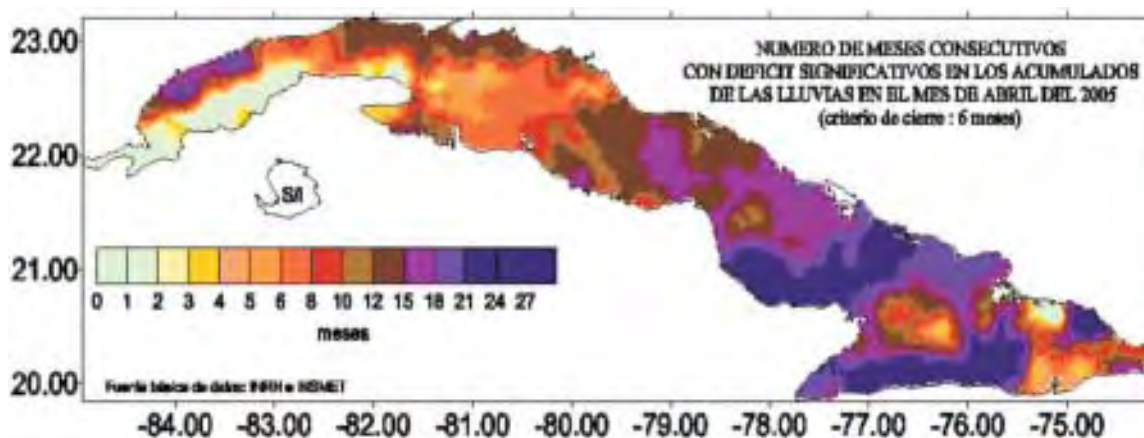 NUMERO DE MESES CONSECUTIVOS
CON DEFICIT SIGNIFICATIVOS EN LOS ACUMULADOS
DE LAS LLUVIAS EN EL MES DE ABRIL DEL 2005
(criterio de cierre : 6 meses)
23.00
22.00
21.00
20.00
S/I
0 1 2 3 4 5 6 8 10 12 15 18 21 24 27
meses
Fuente básica de datos: INRH e INSMET
-84.00 -83.00 -82.00 -81.00 -80.00 -79.00 -78.00 -77.00 -76.00 -75.00